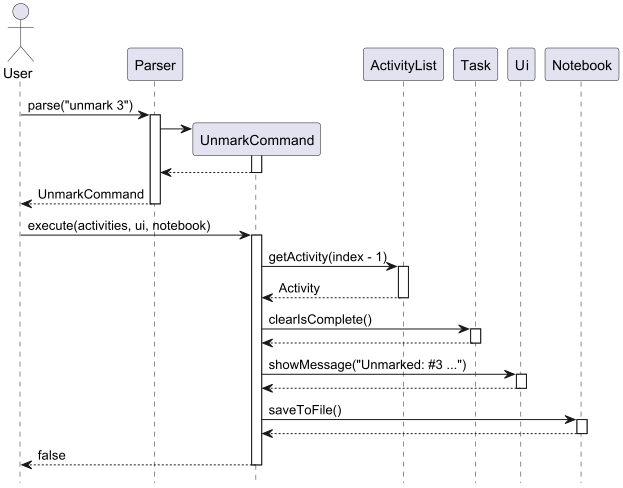 User
Parser
ActivityList
Task
Ui
Notebook
parse("unmark 3")
UnmarkCommand
UnmarkCommand
execute(activities, ui, notebook)
getActivity(index - 1)
Activity
clearIsComplete()
showMessage("Unmarked: #3 ...")
saveToFile()
false